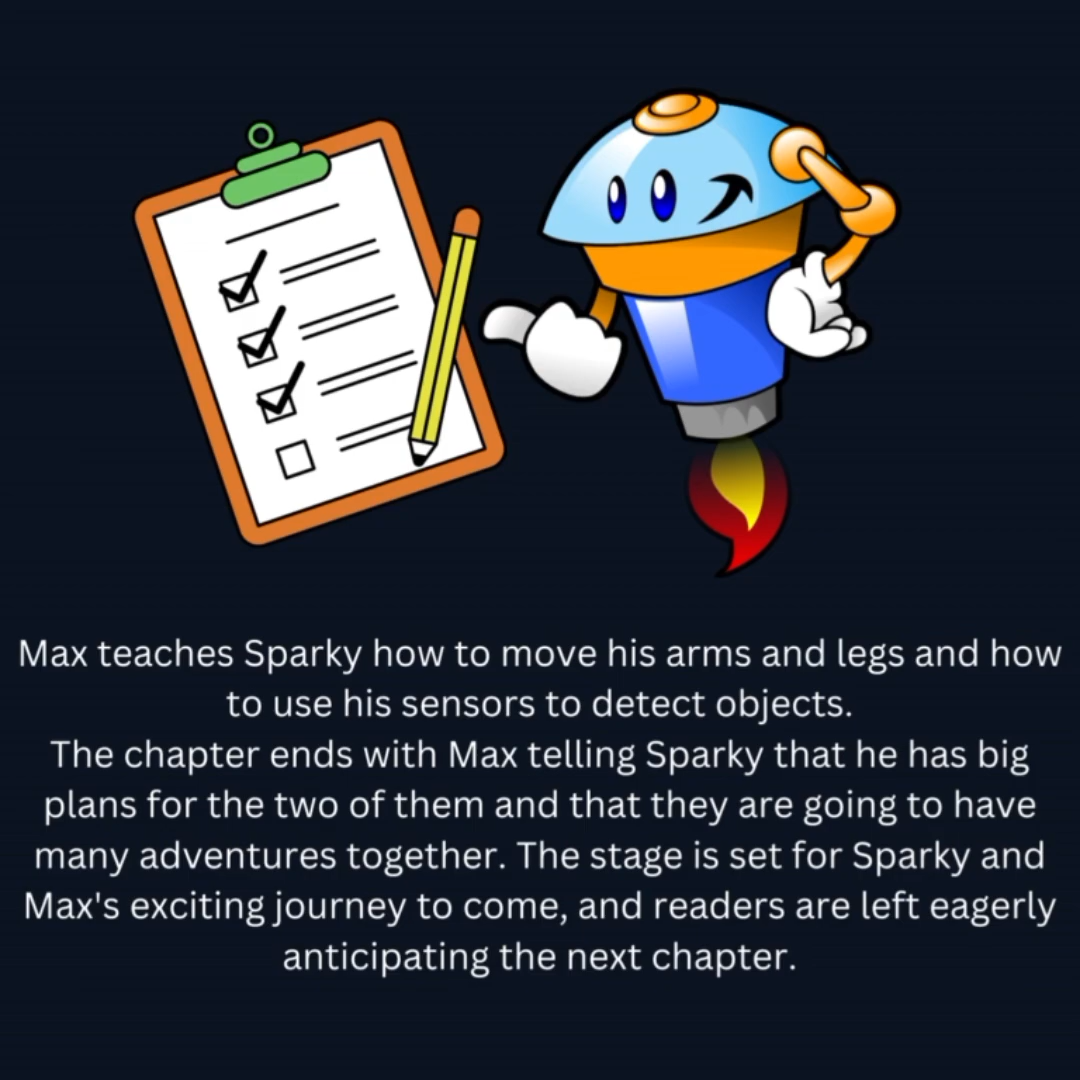 Max teaches Sparky how to move his arms and legs and how
to use his sensors to detect objects.
The chapter ends with Max telling Sparky that he has big
plans for the two of them and that they are going to have
many adventures together. The stage is set for Sparky and
Max's exciting journey to come, and readers are left eagerly
anticipating the next chapter.